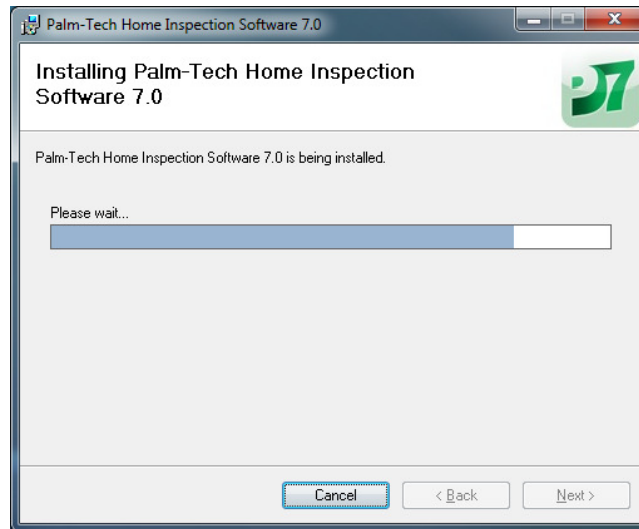 Palm-Tech Home Inspection Software 7.0
Installing Palm-Tech Home Inspection
Software 7.0
P7
Palm-Tech Home Inspection Software 7.0 is being installed.
Please wait...
Cancel
< Back
Next >